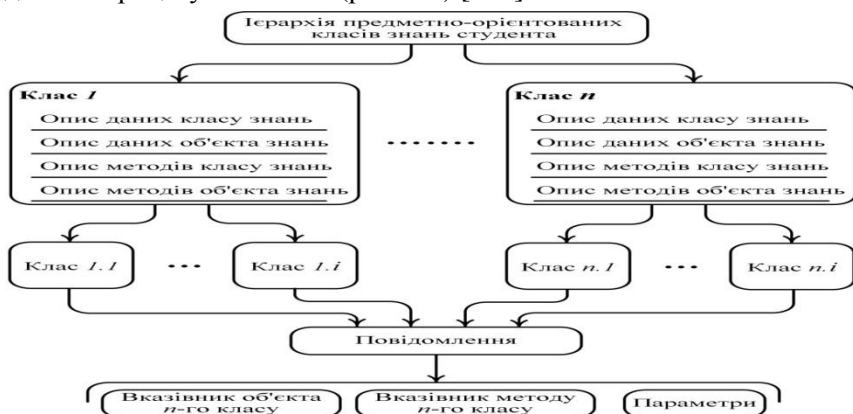 Ієрархія предметно-орієнтованих
класів знань студента
Клас 1
Опис даних класу знань
Опис даних об'єкта знань
Опис методів класу знань
Опис методів об'єкта знань
.......
Клас n
Опис даних класу знань
Опис даних об'єкта знань
Опис методів класу знань
Опис методів об'єкта знань
Клас 1.1
...
Клас 1.i
Клас n.1
...
Клас n.i
Повідомлення
Вказівник об'єкта
n-го класу
Вказівник методу
n-го класу
Параметри